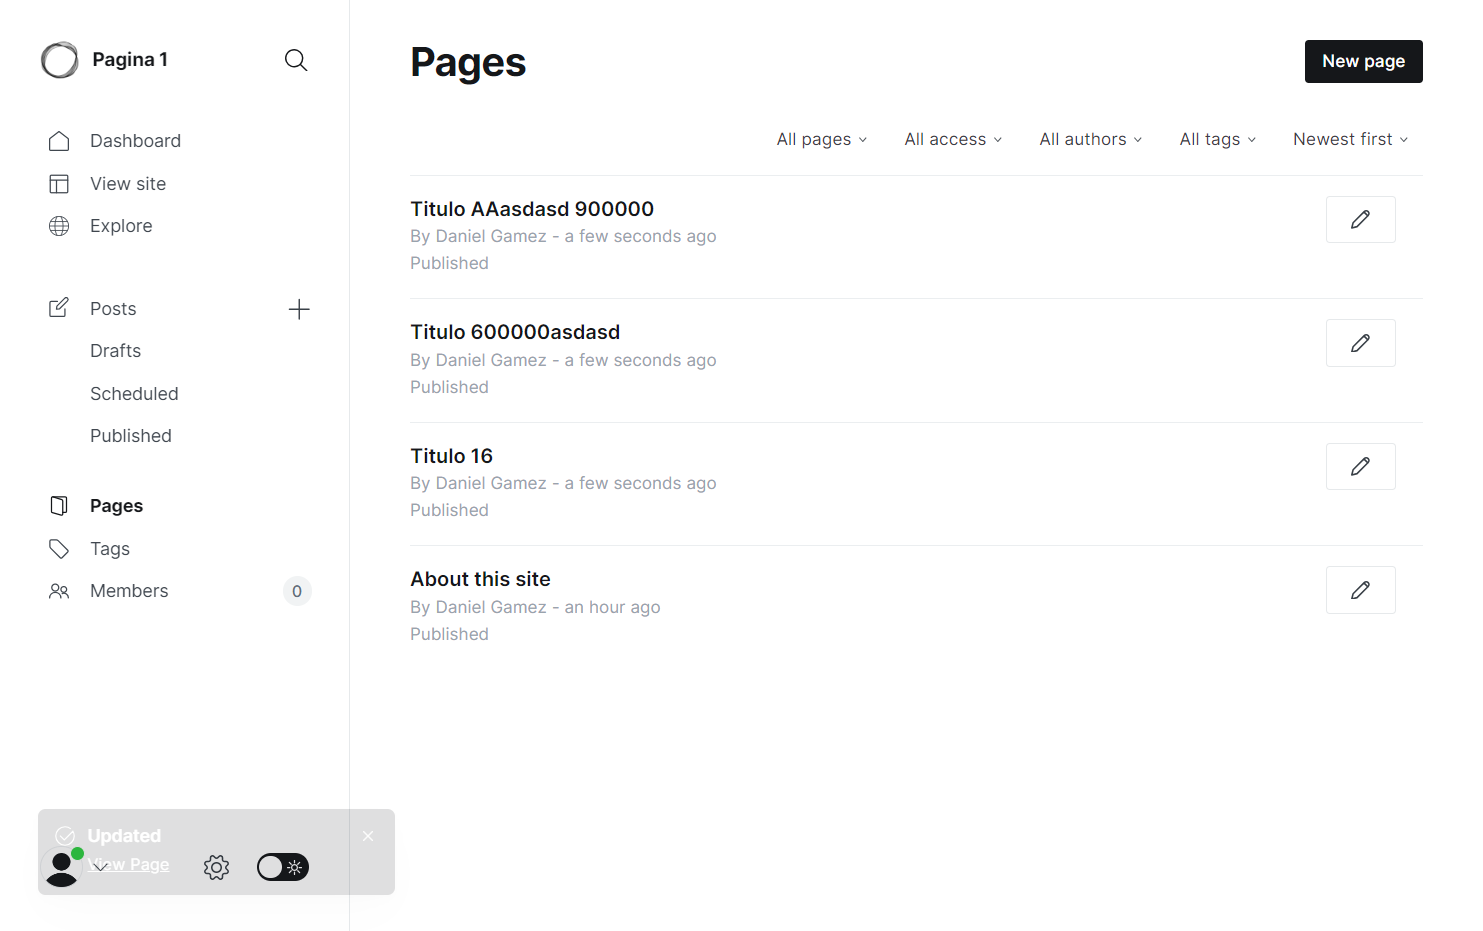 Pagina 1
Dashboard
View site
Explore
Posts
Drafts
Scheduled
Published
Pages
Tags
Members
0
Updated
View Page
Pages
New page
All pages
All access
All authors
All tags
Newest first
Titulo AAasdasd 900000
By Daniel Gamez - a few seconds ago
Published
Titulo 600000asdasd
By Daniel Gamez - a few seconds ago
Published
Titulo 16
By Daniel Gamez - a few seconds ago
Published
About this site
By Daniel Gamez - an hour ago
Published